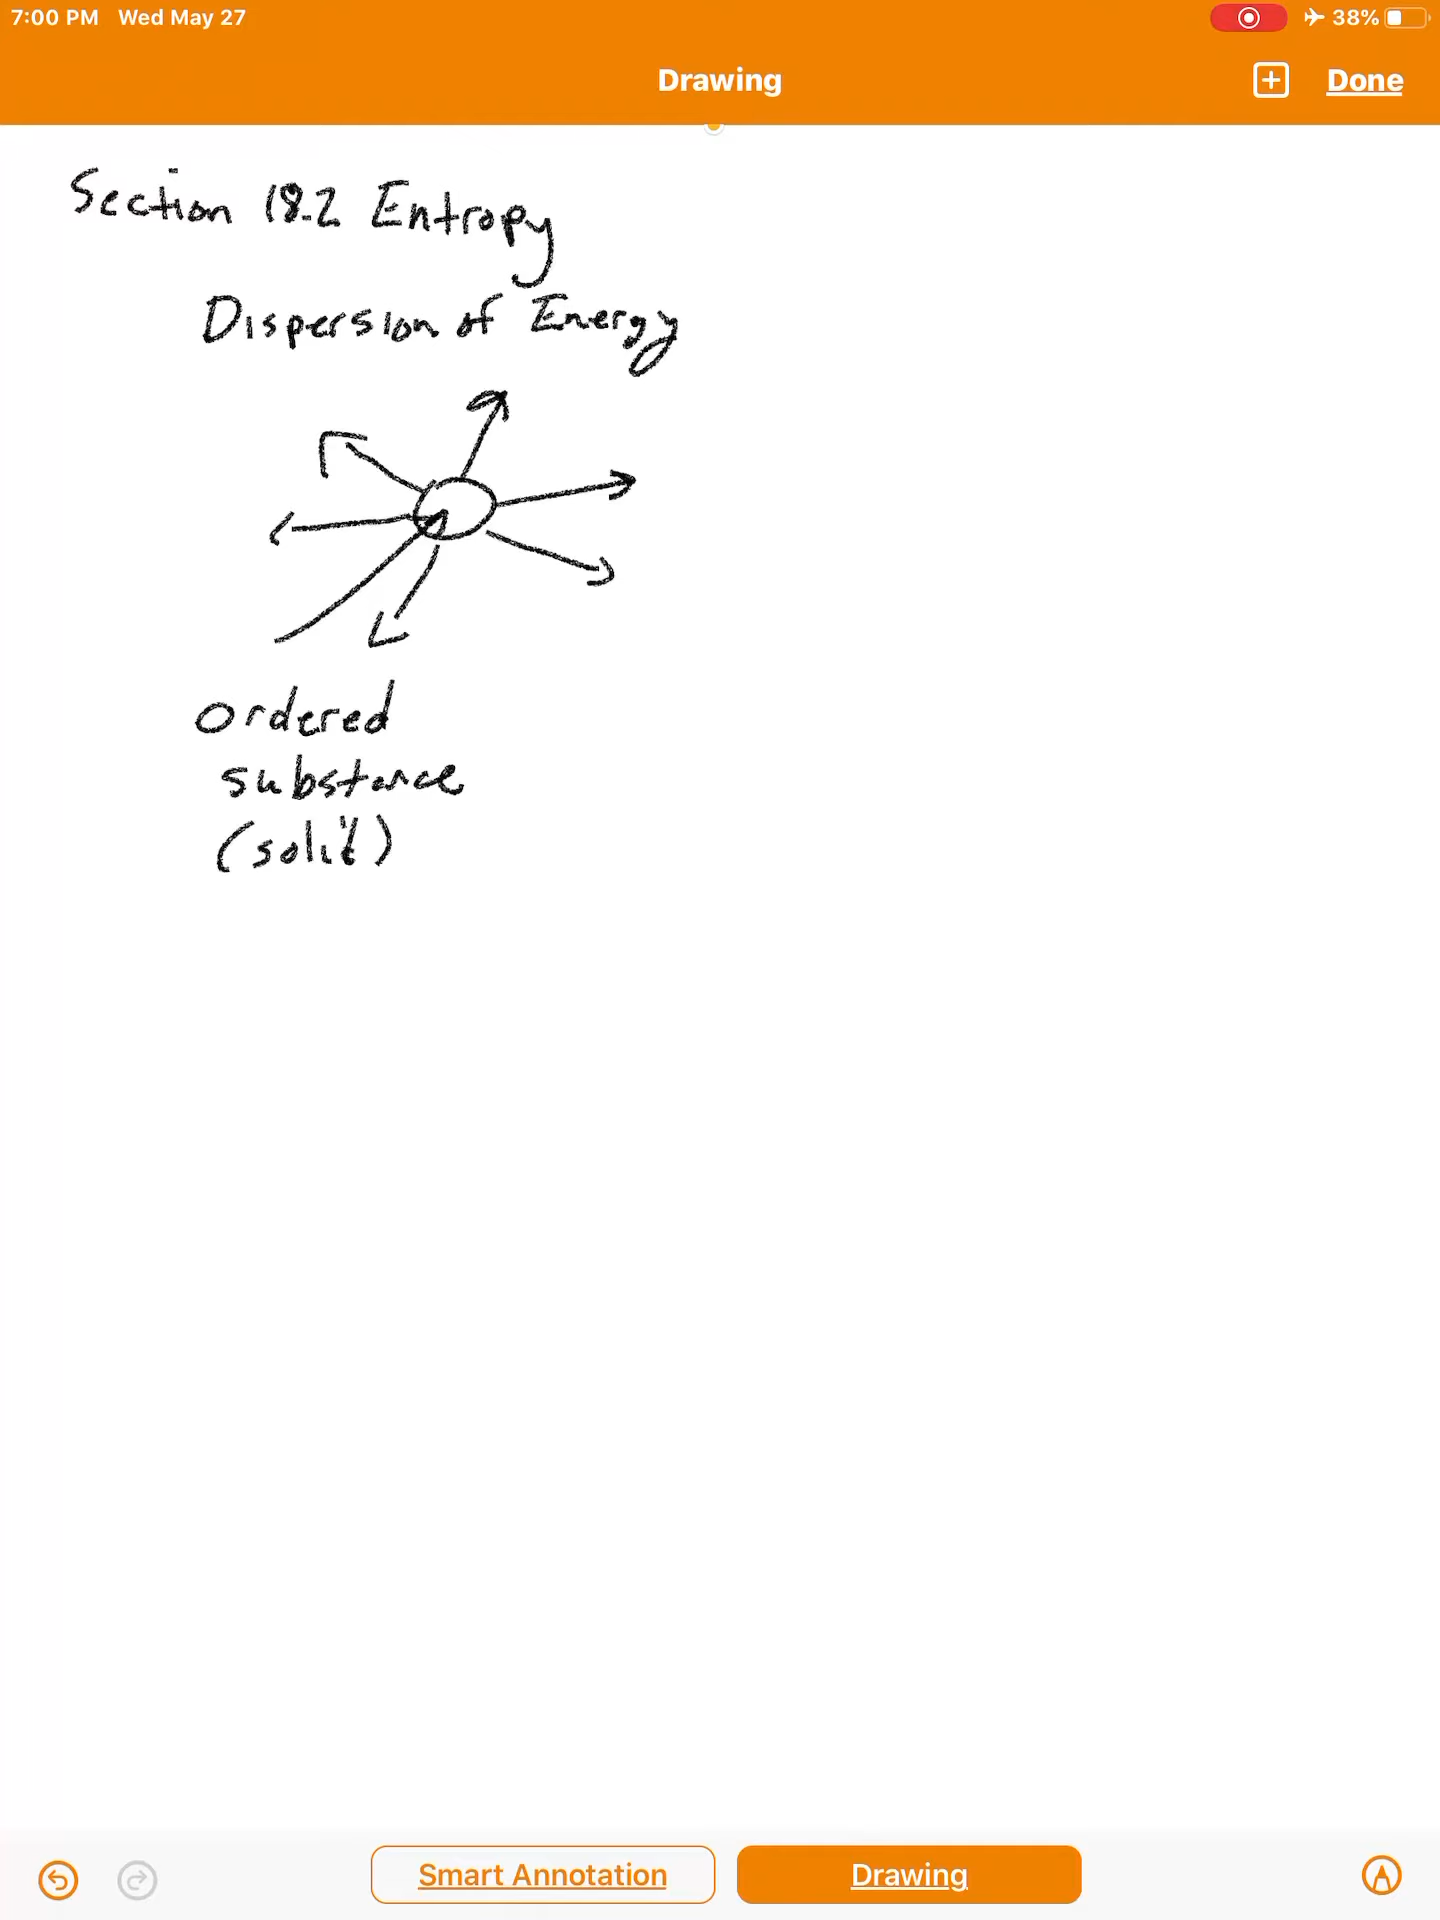 7:00 PM Wed May 27
38%
Drawing
Done
Section 18.2 Entropy
Dispersion of Energy
ordered
substance
(solid)
Smart Annotation
Drawing